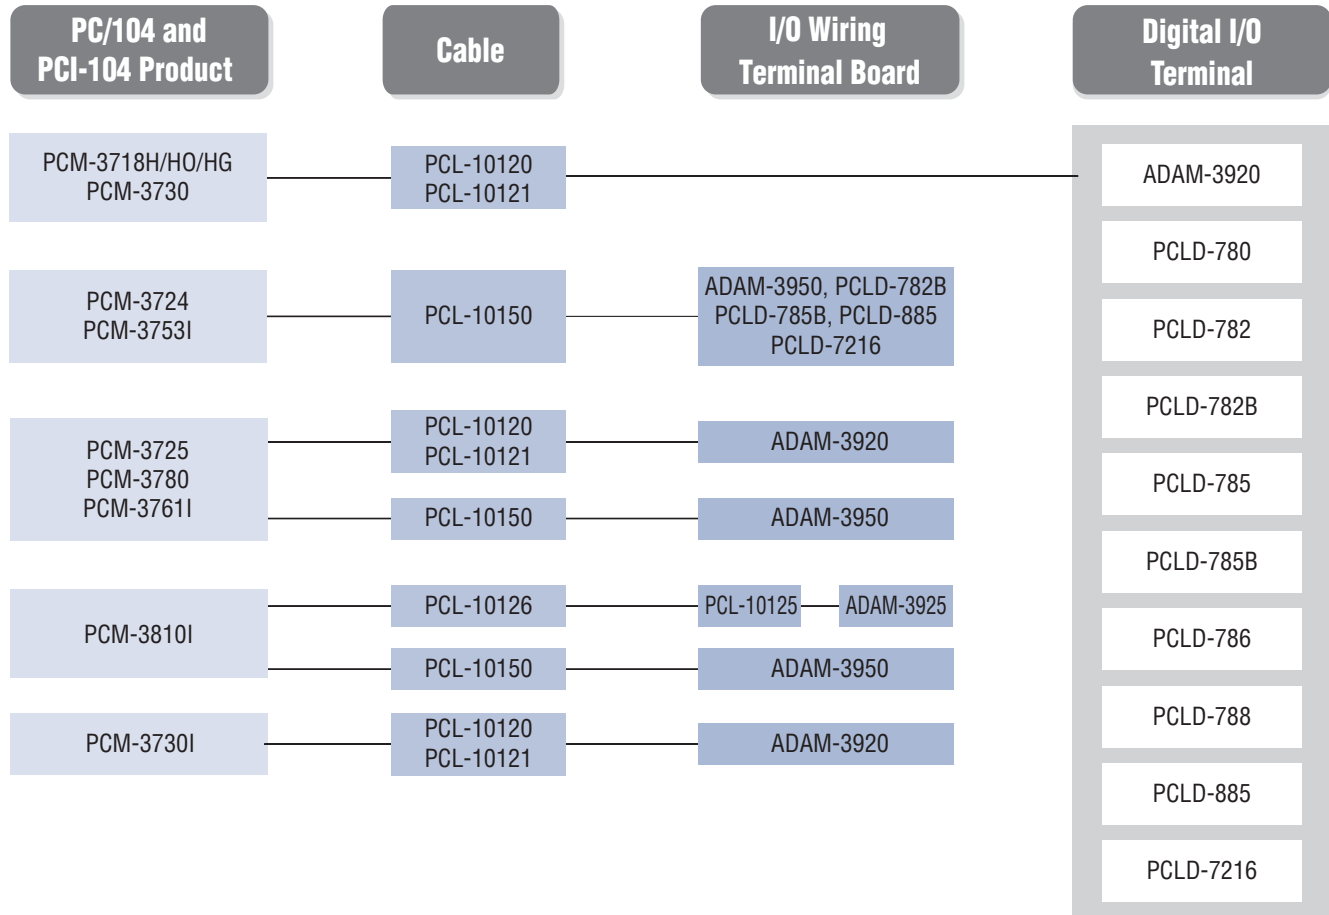 PC/104 and
PCI-104 Product
Cable
I/O Wiring
Terminal Board
Digital I/O
Terminal
PCM-3718H/HO/HG
PCM-3730
PCL-10120
PCL-10121
PCM-3724
PCM-3753I
PCL-10150
ADAM-3950, PCLD-782B
PCLD-785B, PCLD-885
PCLD-7216
PCM-3725
PCM-3780
PCM-3761I
PCL-10120
PCL-10121
ADAM-3920
PCL-10150
ADAM-3950
PCM-3810I
PCL-10126
PCL-10125
ADAM-3925
PCL-10150
ADAM-3950
PCM-3730I
PCL-10120
PCL-10121
ADAM-3920
ADAM-3920
PCLD-780
PCLD-782
PCLD-782B
PCLD-785
PCLD-785B
PCLD-786
PCLD-788
PCLD-885
PCLD-7216